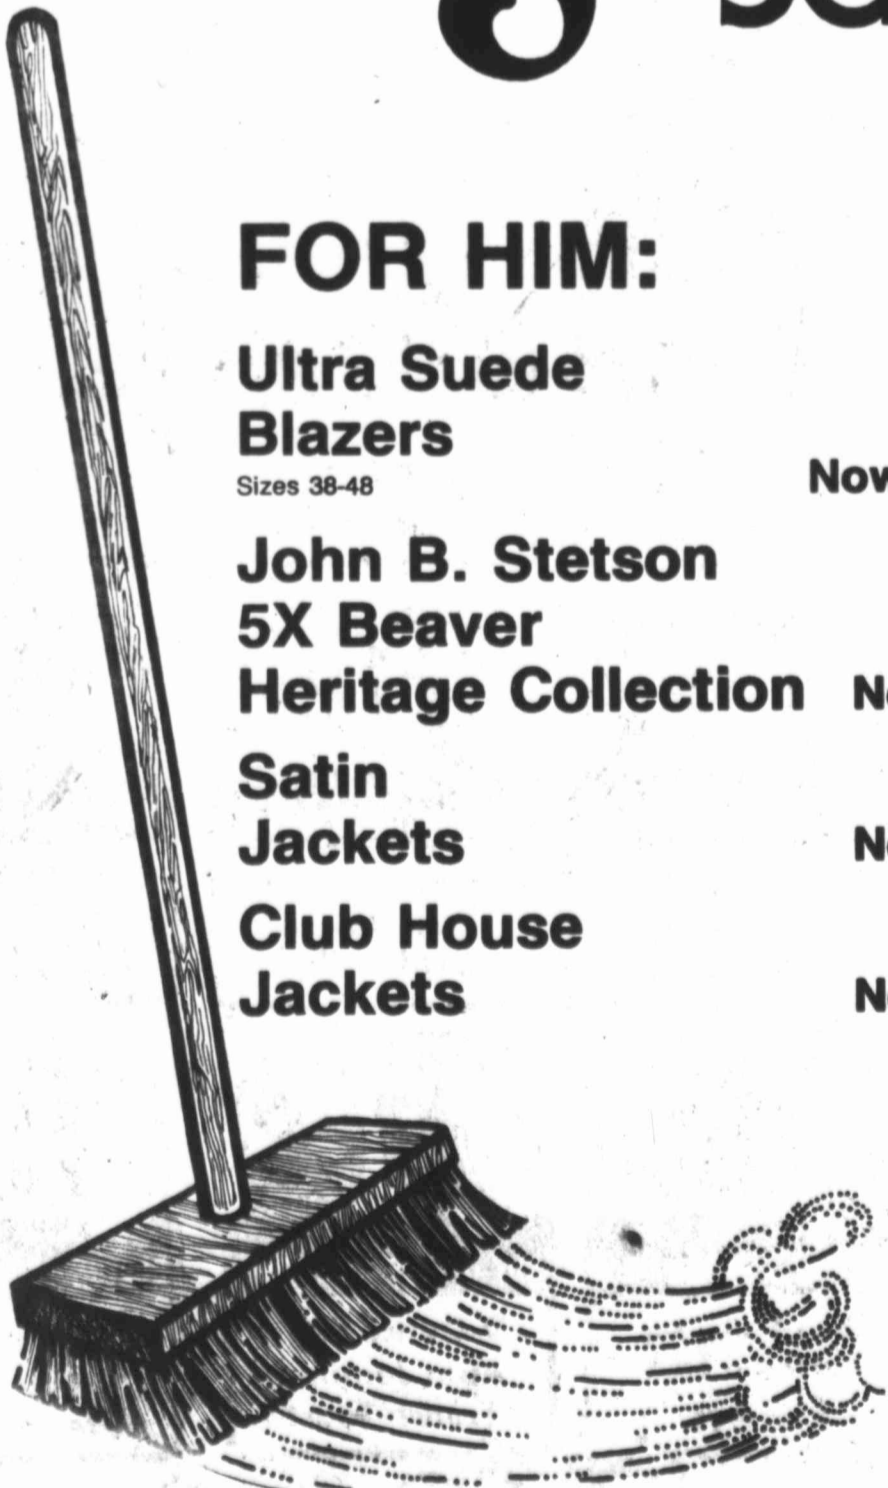 FOR HIM:
Ultra Suede
Blazers
Sizes 38-48
John B. Stetson
5X Beaver
Heritage Collection
Satin
Jackets
Club House
Jackets